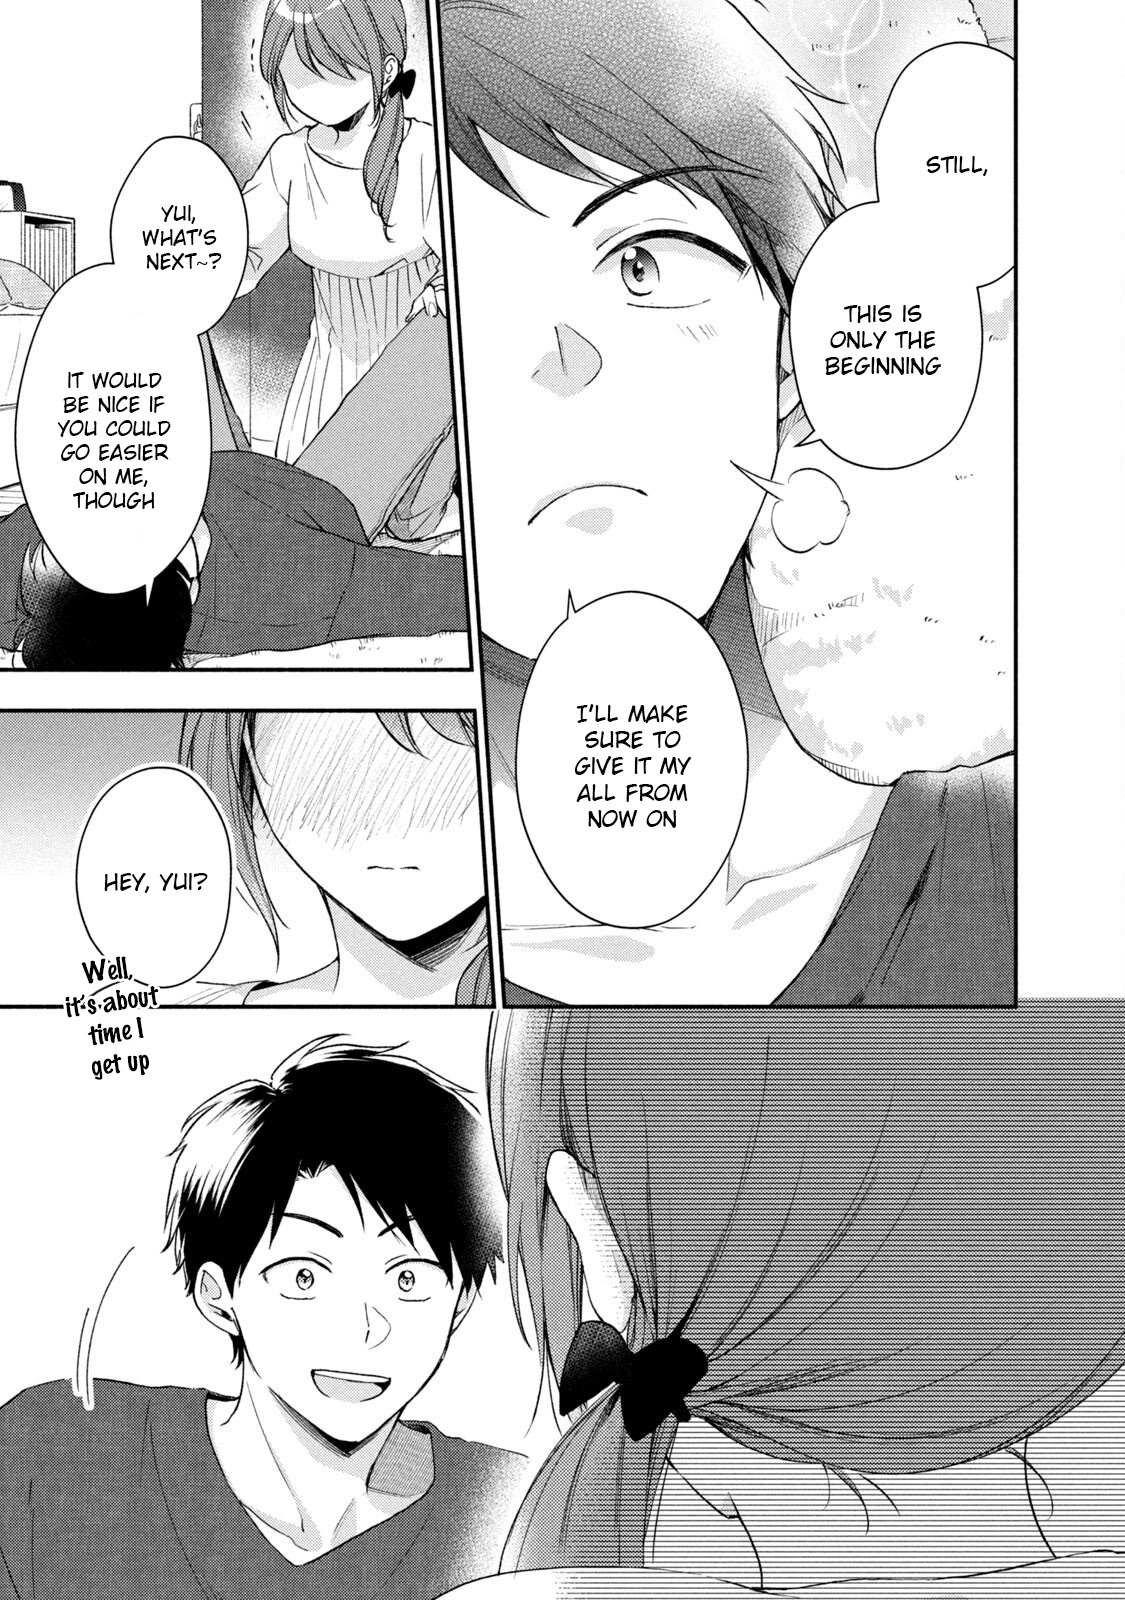 STILL,
THIS IS
ONLY THE
BEGINNING
I'LL MAKE
SURE TO
GIVE IT MY
ALL FROM
NOW ON
YUI,
WHAT'S
NEXT~?
IT WOULD
BE NICE IF
YOU COULD
GO EASIER
ON ME,
THOUGH
HEY, YUI?
Well,
it's about
time I
get up